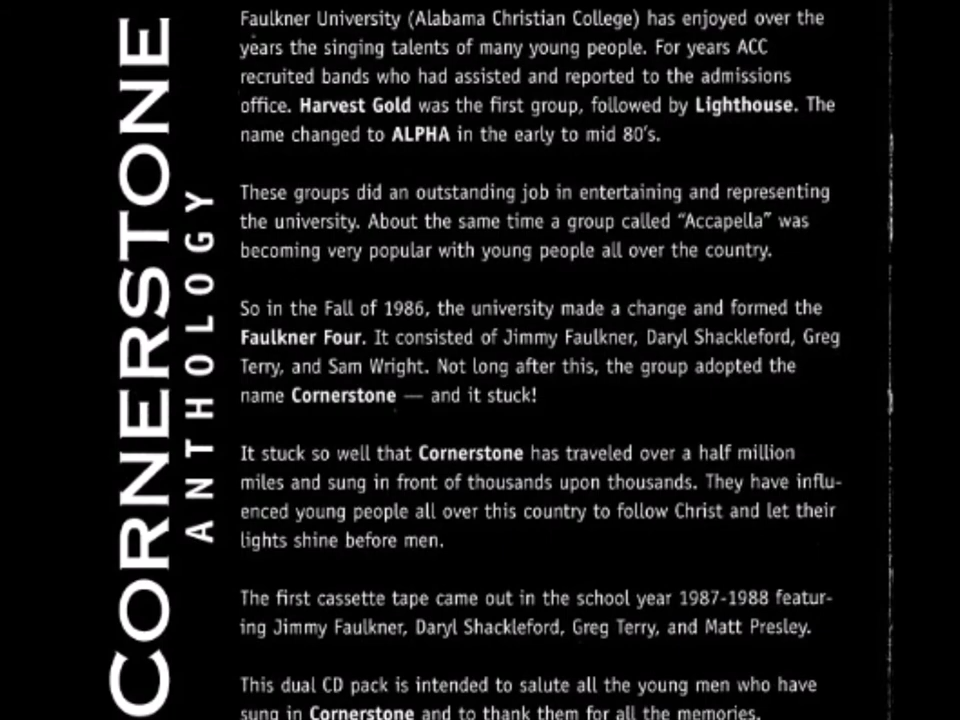 CORNERSTONE
ANTHOLOGY
Faulkner University (Alabama Christian College) has enjoyed over the
years the singing talents of many young people. For years ACC
recruited bands who had assisted and reported to the admissions
office. Harvest Gold was the first group, followed by Lighthouse. The
name changed to ALPHA in the early to mid 80's.
These groups did an outstanding job in entertaining and representing
the university. About the same time a group called “Accapella” was
becoming very popular with young people all over the country.
So in the Fall of 1986, the university made a change and formed the
Faulkner Four. It consisted of Jimmy Faulkner, Daryl Shackleford, Greg
Terry, and Sam Wright. Not long after this, the group adopted the
name Cornerstone — and it stuck!
It stuck so well that Cornerstone has traveled over a half million
miles and sung in front of thousands upon thousands. They have influ-
enced young people all over this country to follow Christ and let their
lights shine before men.
The first cassette tape came out in the school year 1987-1988 featur-
ing Jimmy Faulkner, Daryl Shackleford, Greg Terry, and Matt Presley.
This dual CD pack is intended to salute all the young men who have
sung in Cornerstone and to thank them for all the memories.